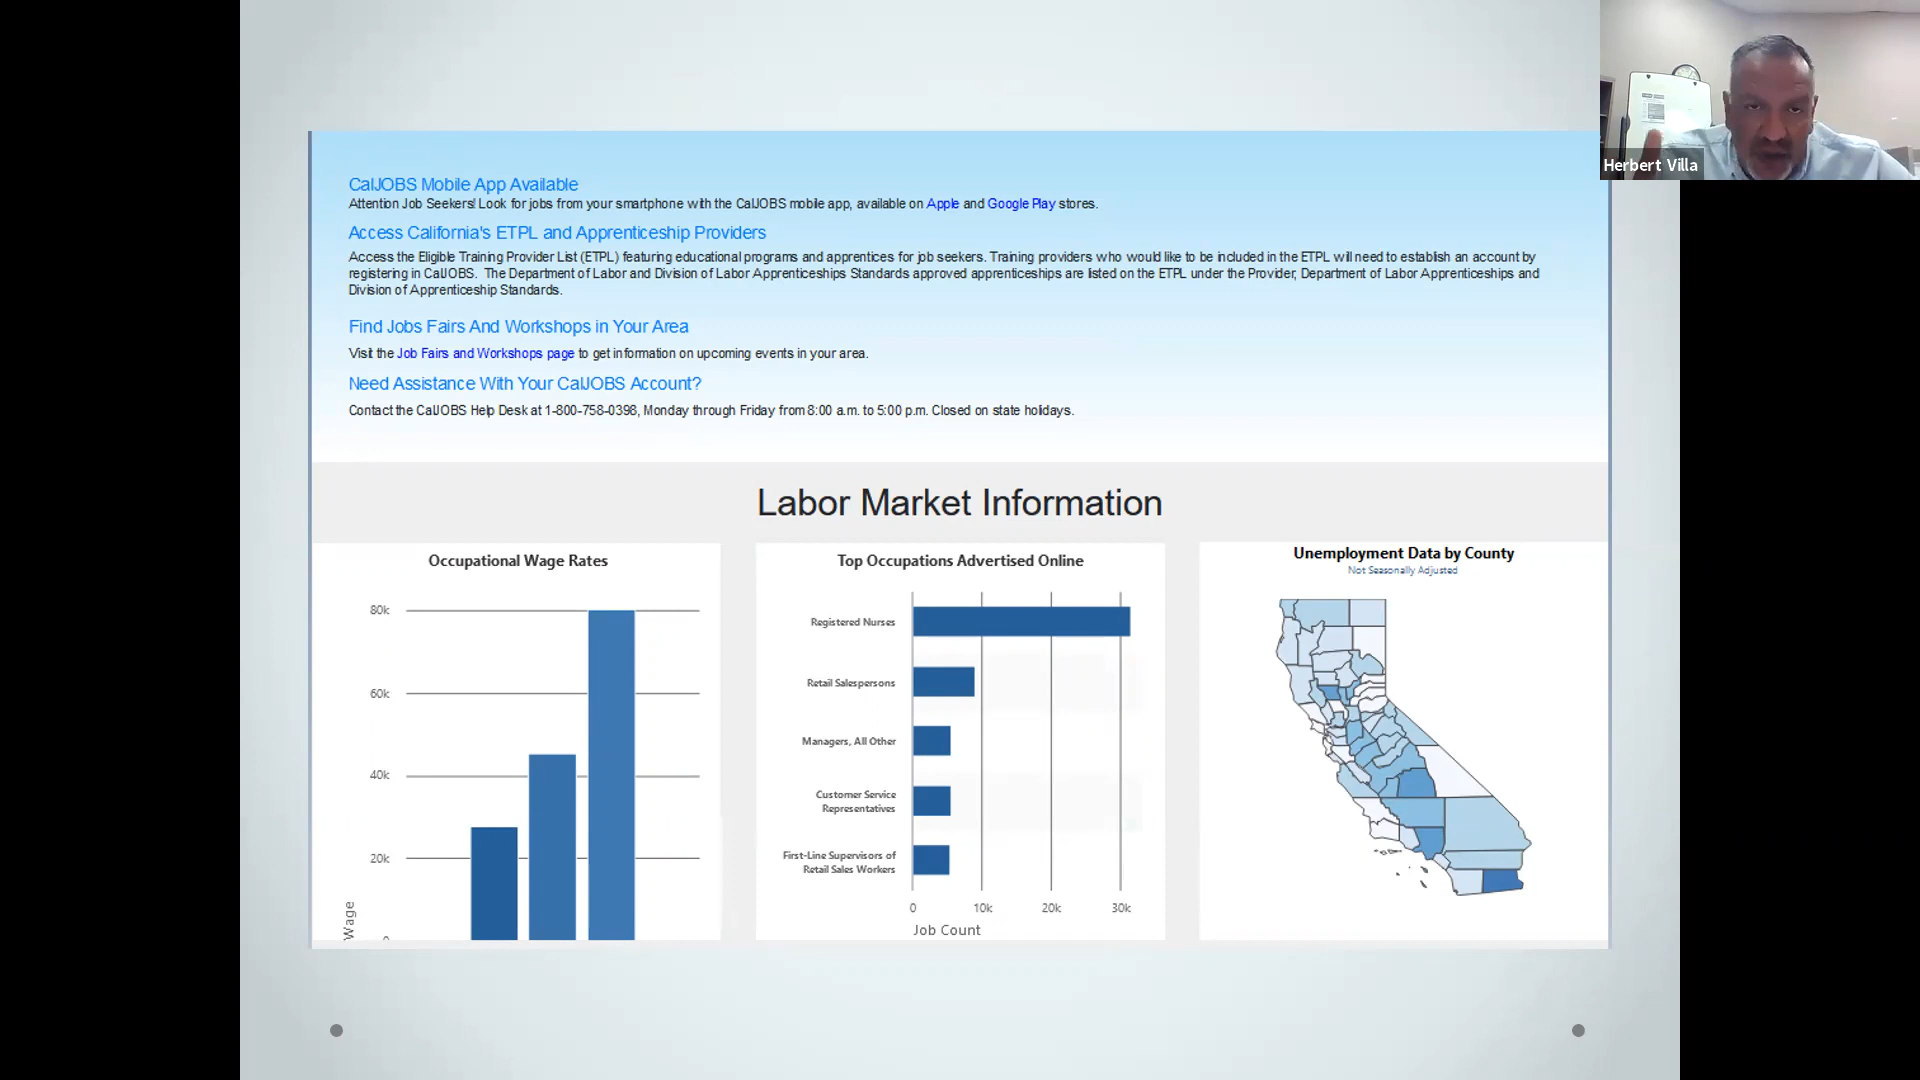 CalJOBS Mobile App Available
Attention Job Seekers! Look for jobs from your smartphone with the CalJOBS mobile app, available on Apple and Google Play stores.
Access California's ETPL and Apprenticeship Providers
Access the Eligible Training Provider List (ETPL) featuring educational programs and apprentices for job seekers. Training providers who would like to be included in the ETPL will need to establish an account by
registering in CalJOBS. The Department of Labor and Division of Labor Apprenticeships Standards approved apprenticeships are listed on the ETPL under the Provider, Department of Labor Apprenticeships and
Division of Apprenticeship Standards.
Find Jobs Fairs And Workshops in Your Area
Visit the Job Fairs and Workshops page to get information on upcoming events in your area.
Need Assistance With Your CalJOBS Account?
Contact the CalJOBS Help Desk at 1-800-758-0398, Monday through Friday from 8:00 a.m. to 5:00 p.m. Closed on state holidays.
Herbert Villa
Labor Market Information
Occupational Wage Rates
80k
60k
40k
20k
0
Wage
Top Occupations Advertised Online
Registered Nurses
Retail Salespersons
Managers, All Other
Customer Service
Representatives
First-Line Supervisors of
Retail Sales Workers
0 10k 20k 30k
Job Count
Unemployment Data by County
Not Seasonally Adjusted